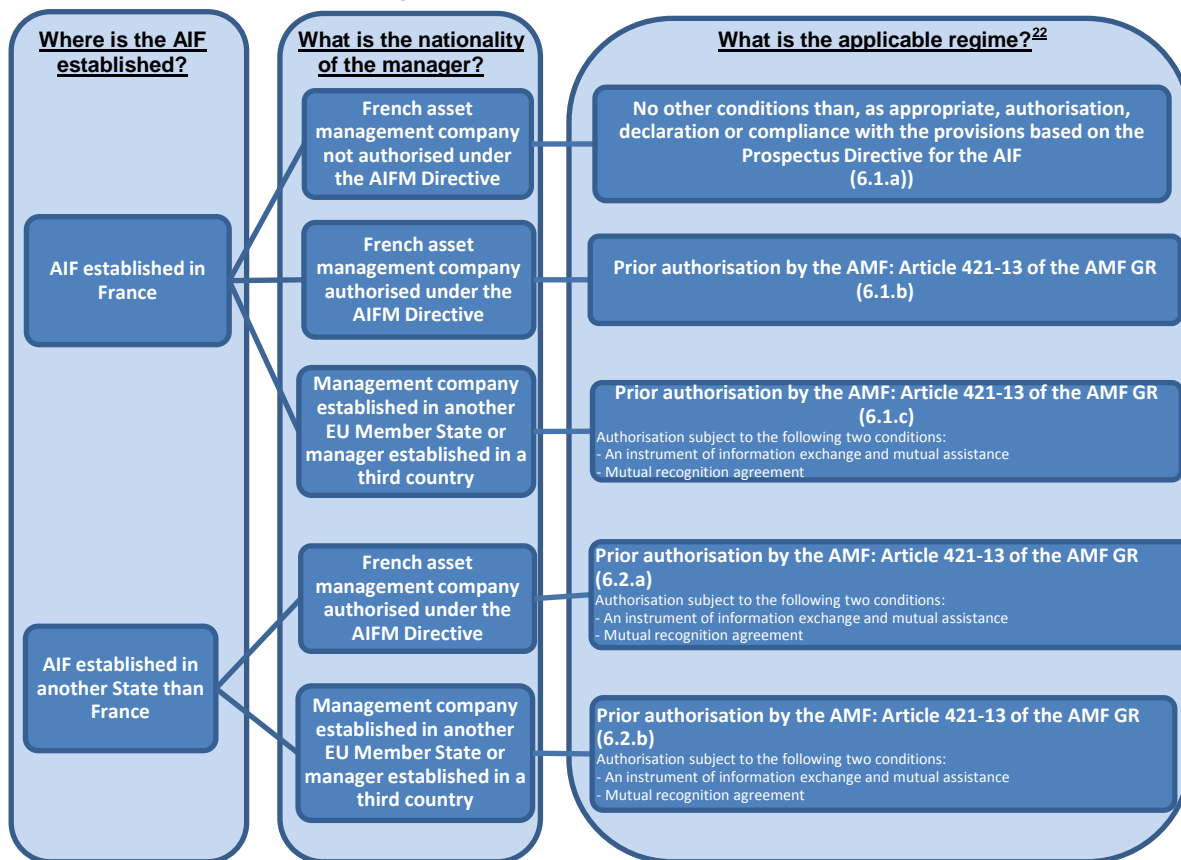 Where is the AIF
established?
What is the nationality
of the manager?
What is the applicable regime?22
AIF established in
France
French asset
management company
not authorised under
the AIFM Directive
No other conditions than, as appropriate, authorisation,
declaration or compliance with the provisions based on the
Prospectus Directive for the AIF
(6.1.a))
French asset
management company
authorised under the
AIFM Directive
Prior authorisation by the AMF: Article 421-13 of the AMF GR
(6.1.b)
Management company
established in another
EU Member State or
manager established in a
third country
Prior authorisation by the AMF: Article 421-13 of the AMF GR
(6.1.c)
Authorisation subject to the following two conditions:
- An instrument of information exchange and mutual assistance
- Mutual recognition agreement
AIF established in
another State than
France
French asset
management company
authorised under the
AIFM Directive
Prior authorisation by the AMF: Article 421-13 of the AMF GR
(6.2.a)
Authorisation subject to the following two conditions:
- An instrument of information exchange and mutual assistance
- Mutual recognition agreement
Management company
established in another
EU Member State or
manager established in a
third country
Prior authorisation by the AMF: Article 421-13 of the AMF GR
(6.2.b)
Authorisation subject to the following two conditions:
- An instrument of information exchange and mutual assistance
- Mutual recognition agreement